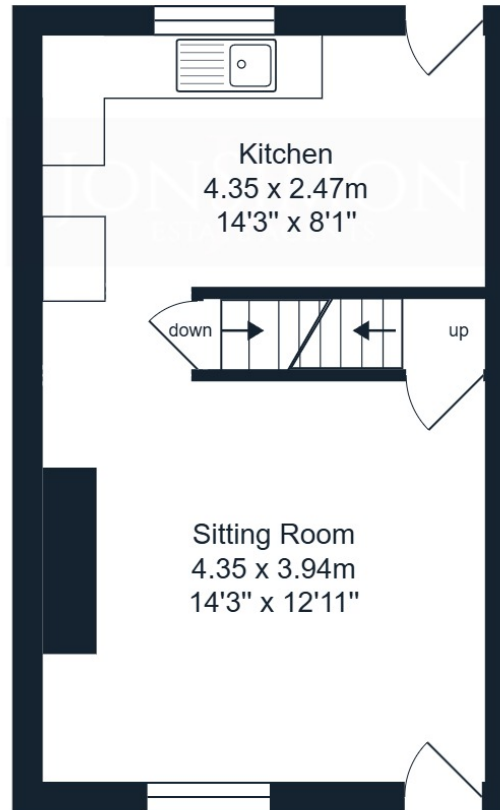 Kitchen
4.35 x 2.47m
14'3" x 8'1"
down
up
Sitting Room
4.35 x 3.94m
14'3" x 12'11"